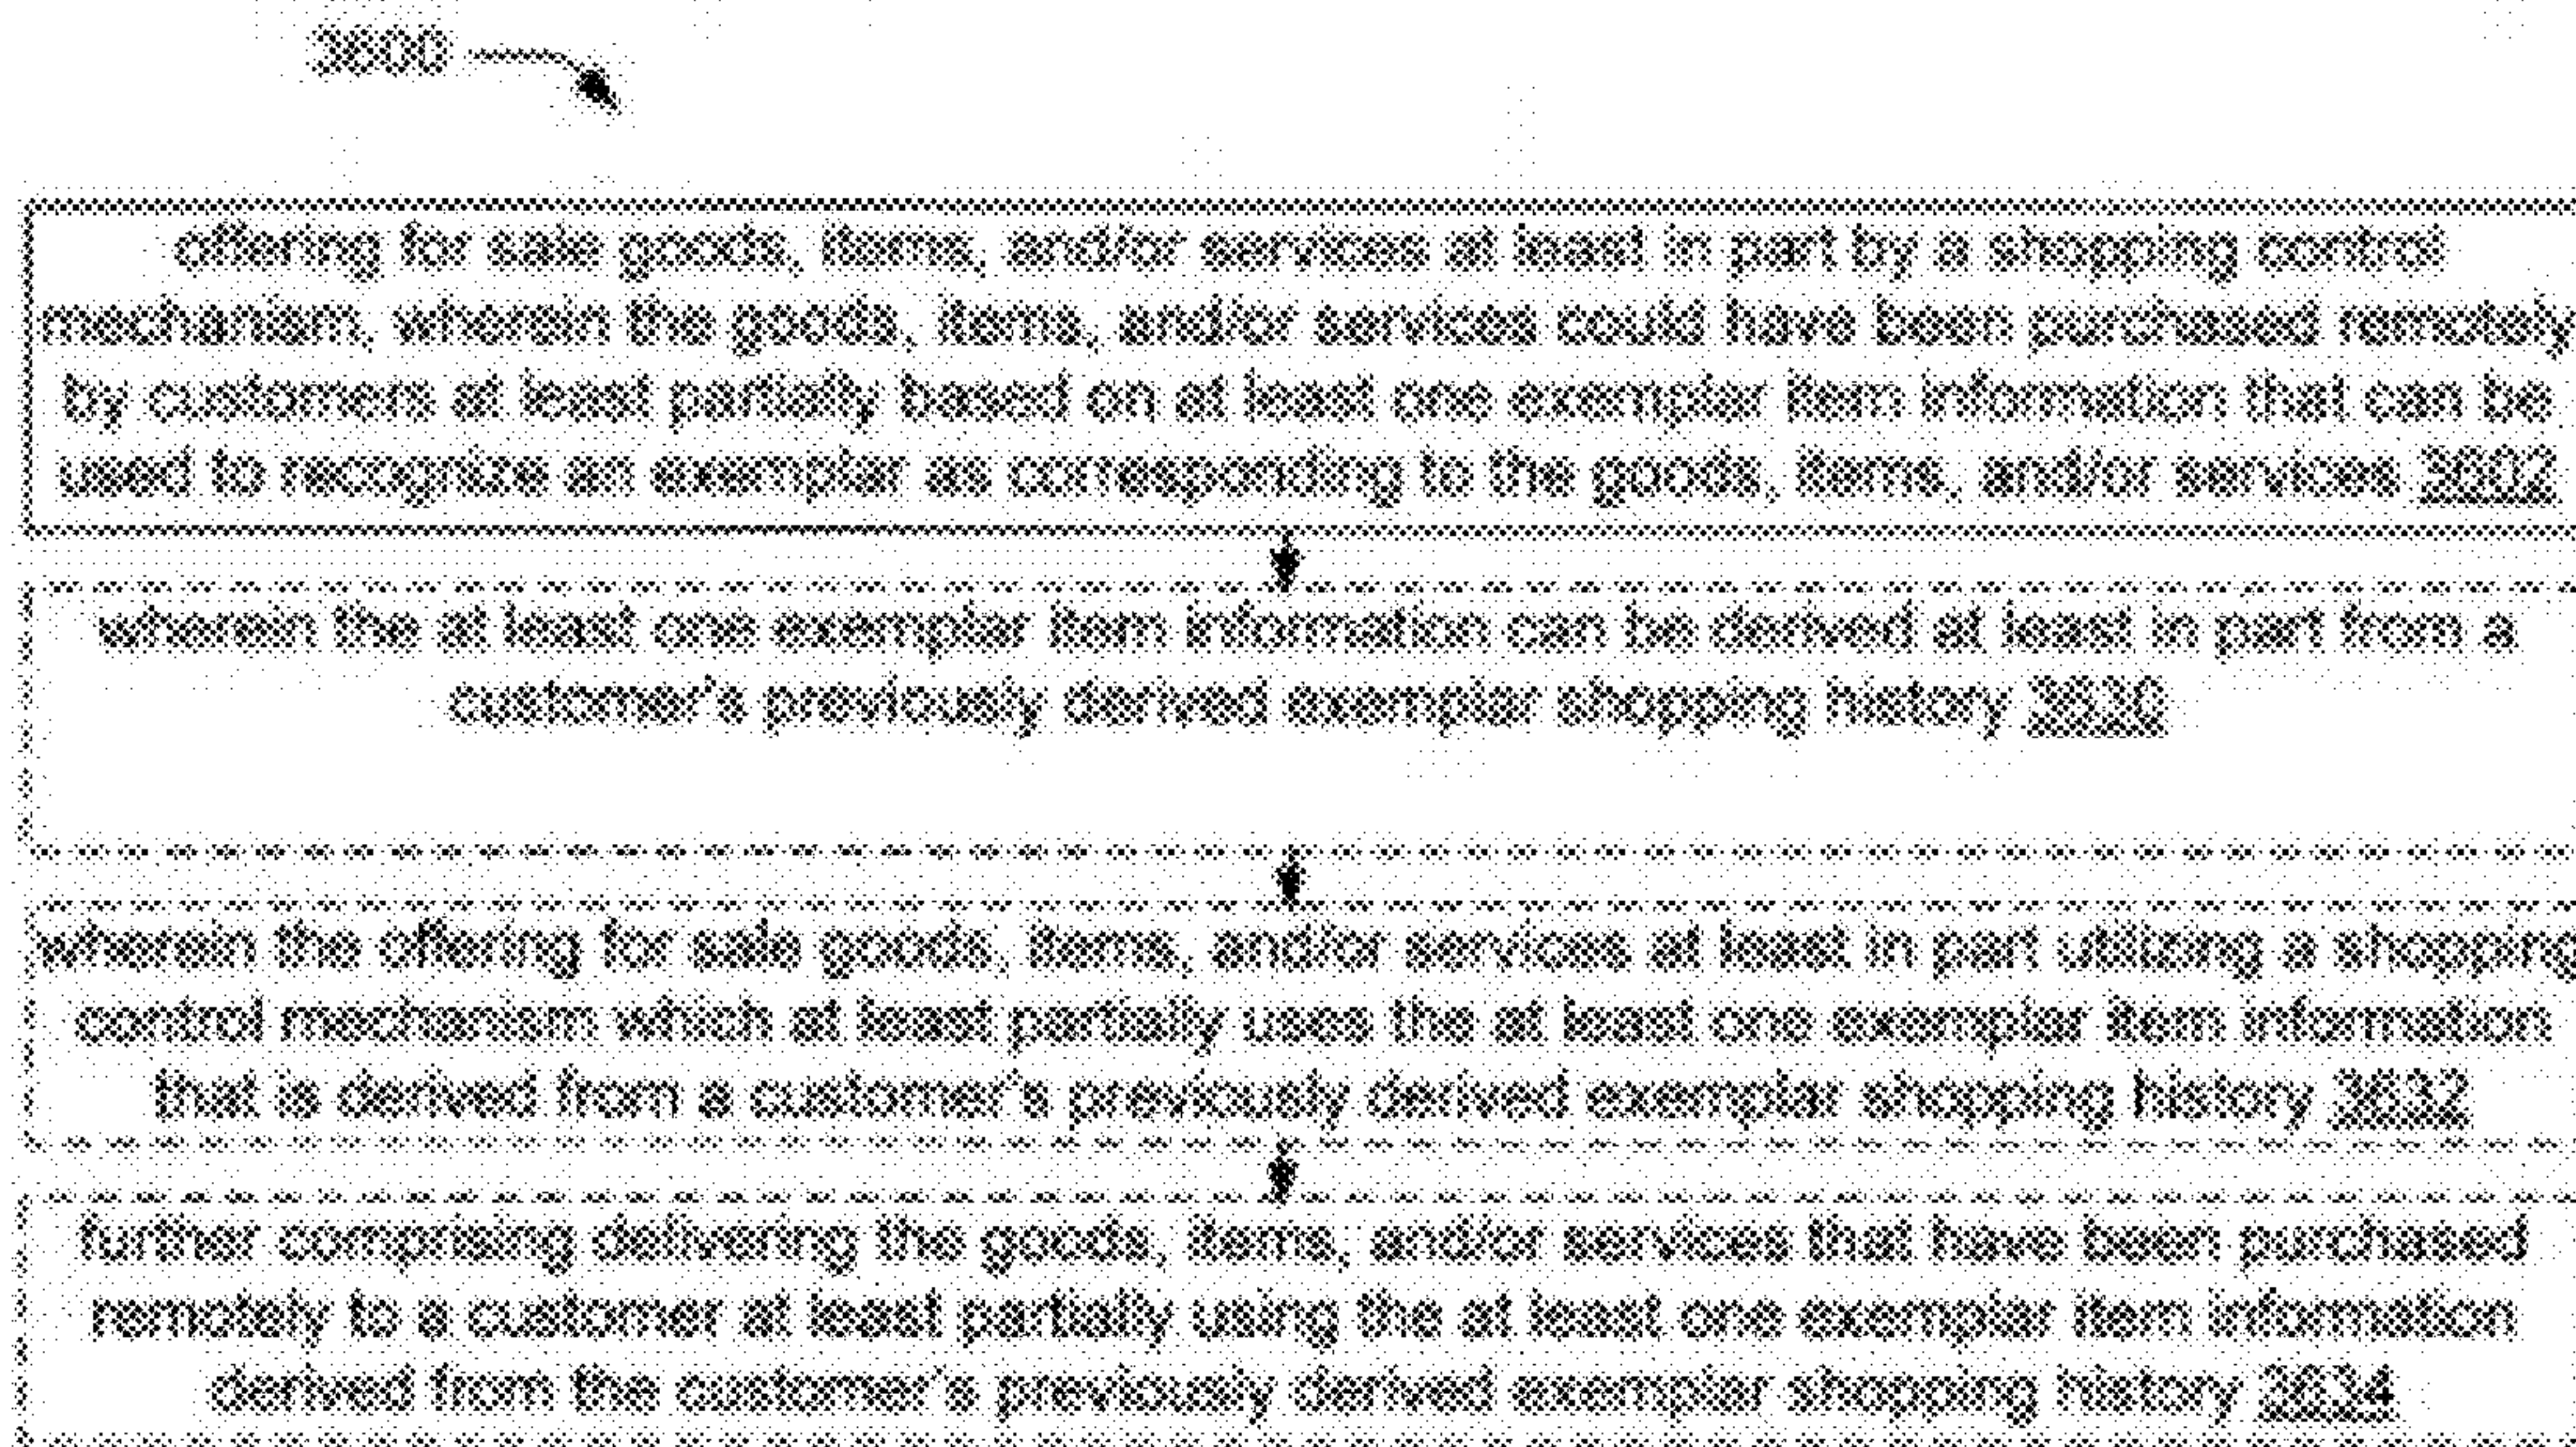 3600
offering for sale goods, items, and/or services at least in part by a shopping control
mechanism, wherein the goods, items, and/or services could have been purchased remotely
by customers at least partially based on at least one exemplar item information that can be
used to recognize an exemplar as corresponding to the goods, items, and/or services 3602
wherein the at least one exemplar item information can be derived at least in part from a
customer's previously derived exemplar shopping history 3630
wherein the offering for sale goods, items, and/or services at least in part utilizing a shopping
control mechanism which at least partially uses the at least one exemplar item information
that is derived from a customer's previously derived exemplar shopping history 3632
further comprising delivering the goods, items, and/or services that have been purchased
remotely to a customer at least partially using the at least one exemplar item information
derived from the customer's previously derived exemplar shopping history 3634